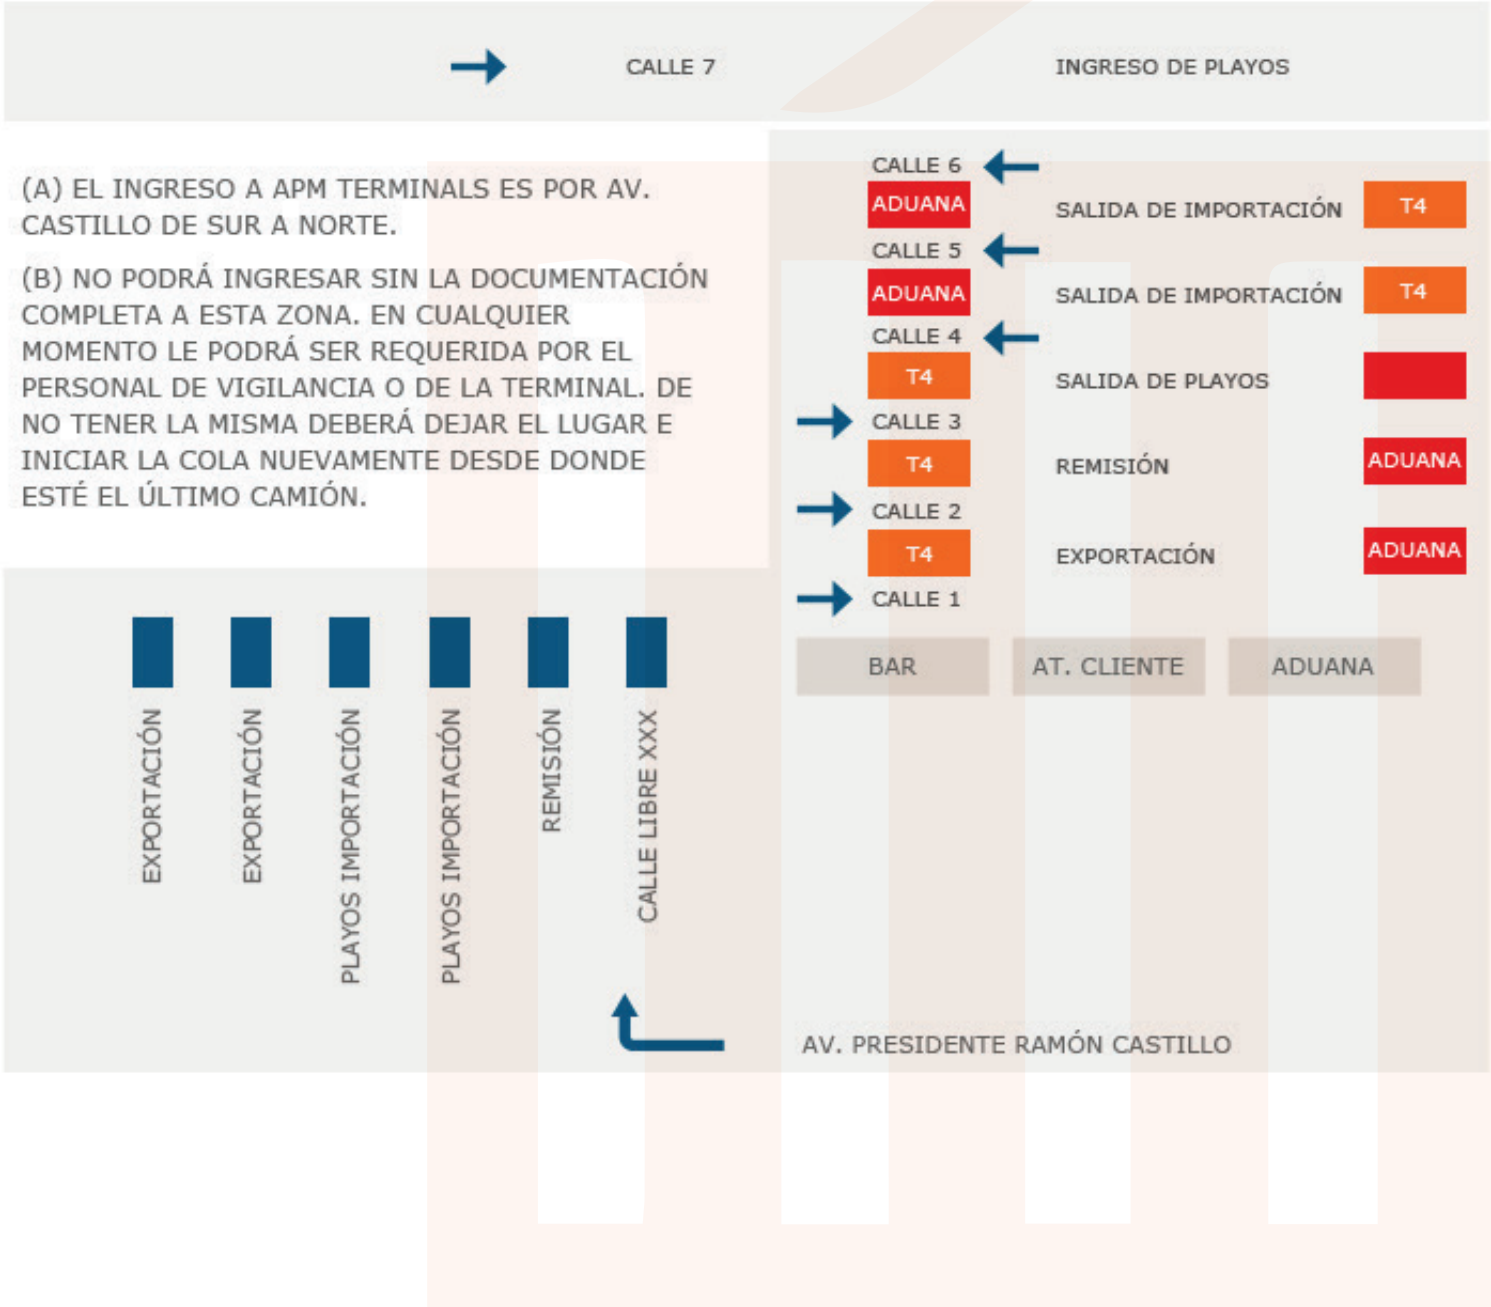 CALLE 7
INGRESO DE PLAYOS
(A) EL INGRESO A APM TERMINALS ES POR AV.
CASTILLO DE SUR A NORTE.
(B) NO PODRÁ INGRESAR SIN LA DOCUMENTACIÓN
COMPLETA A ESTA ZONA. EN CUALQUIER
MOMENTO LE PODRÁ SER REQUERIDA POR EL
PERSONAL DE VIGILANCIA O DE LA TERMINAL. DE
NO TENER LA MISMA DEBERÁ DEJAR EL LUGAR E
INICIAR LA COLA NUEVAMENTE DESDE DONDE
ESTÉ EL ÚLTIMO CAMIÓN.
CALLE 6
ADUANA
SALIDA DE IMPORTACIÓN
T4
CALLE 5
ADUANA
SALIDA DE IMPORTACIÓN
T4
CALLE 4
T4
SALIDA DE PLAYOS
CALLE 3
T4
REMISIÓN
ADUANA
CALLE 2
T4
EXPORTACIÓN
ADUANA
CALLE 1
BAR
AT. CLIENTE
ADUANA
EXPORTACIÓN
EXPORTACIÓN
PLAYOS IMPORTACIÓN
PLAYOS IMPORTACIÓN
REMISIÓN
CALLE LIBRE XXX
AV. PRESIDENTE RAMÓN CASTILLO